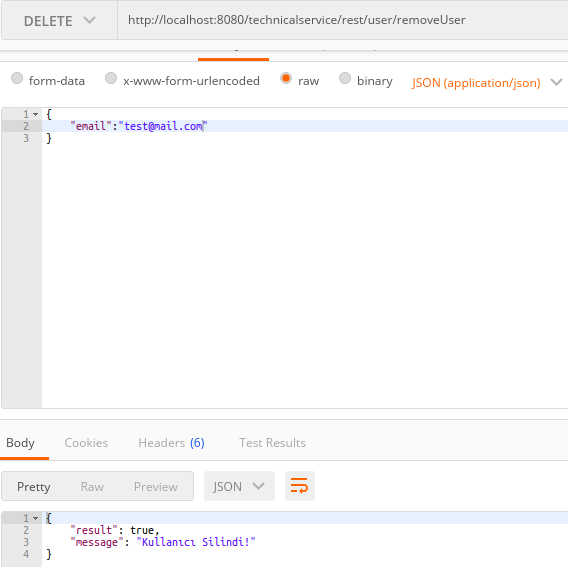 DELETE http://localhost:8080/technicalservice/rest/user/removeUser
form-data x-www-form-urlencoded raw binary JSON (application/json)
1 {
2 "email":"test@mail.com"
3 }
Body Cookies Headers (6) Test Results
Pretty Raw Preview JSON
1 {
2 "result": true,
3 "message": "Kullanıcı Silindi!"
4 }